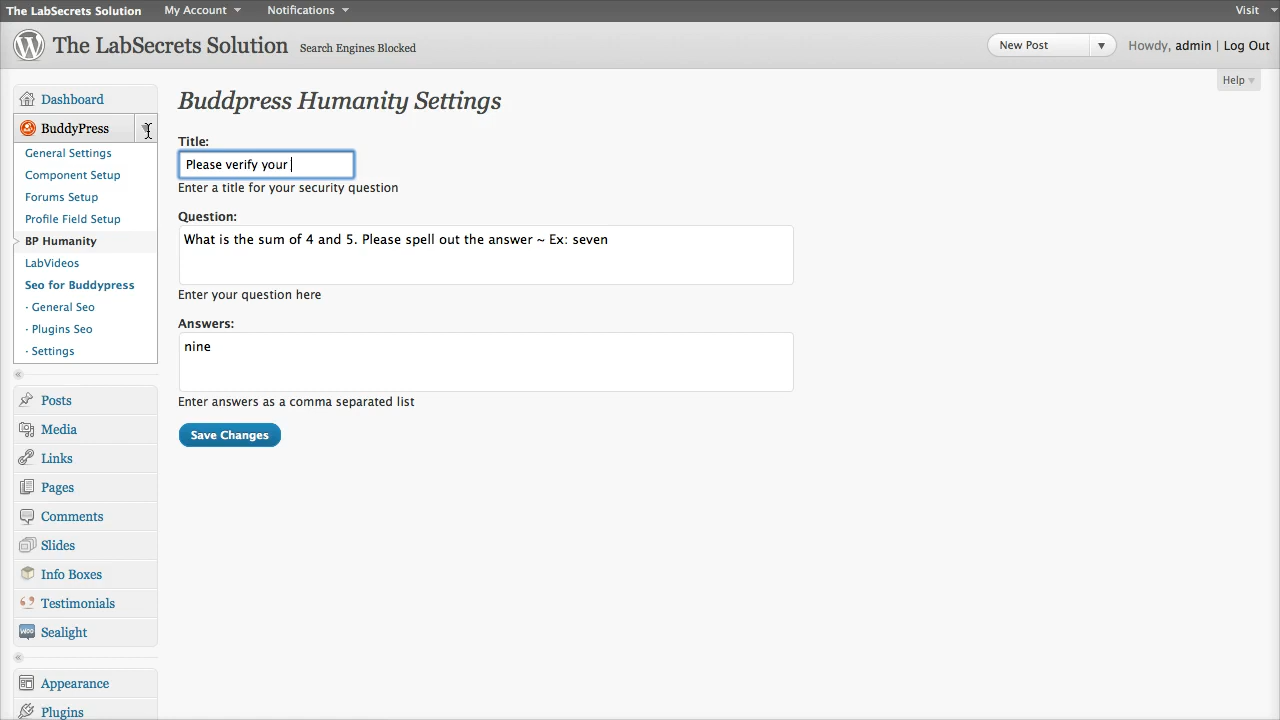 The LabSecrets Solution My Account Notifications Visit
The LabSecrets Solution Search Engines Blocked New Post Howdy, admin | Log Out
Help
Dashboard
BuddyPress
General Settings
Component Setup
Forums Setup
Profile Field Setup
BP Humanity
LabVideos
Seo for Buddypress
· General Seo
· Plugins Seo
· Settings
Posts
Media
Links
Pages
Comments
Slides
Info Boxes
Testimonials
Sealight
Appearance
Plugins
Buddpress Humanity Settings
Title:
Please verify your
Enter a title for your security question
Question:
What is the sum of 4 and 5. Please spell out the answer ~ Ex: seven
Enter your question here
Answers:
nine
Enter answers as a comma separated list
Save Changes